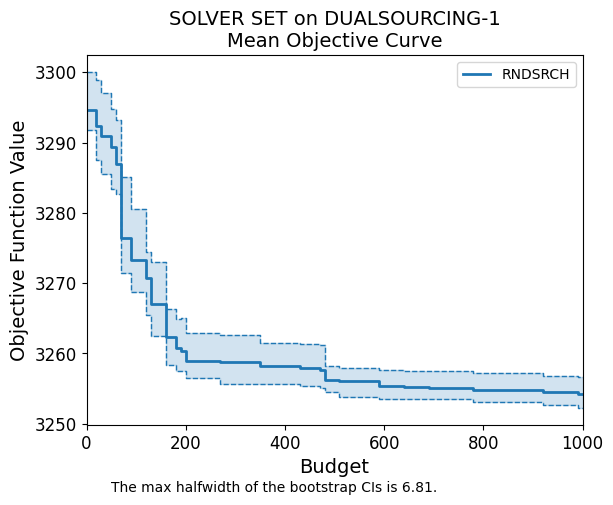 SOLVER SET on DUALSOURCING-1
Mean Objective Curve
RNDSRCH
Objective Function Value
3300
3290
3280
3270
3260
3250
0
200
400
600
800
1000
Budget
The max halfwidth of the bootstrap CIs is 6.81.